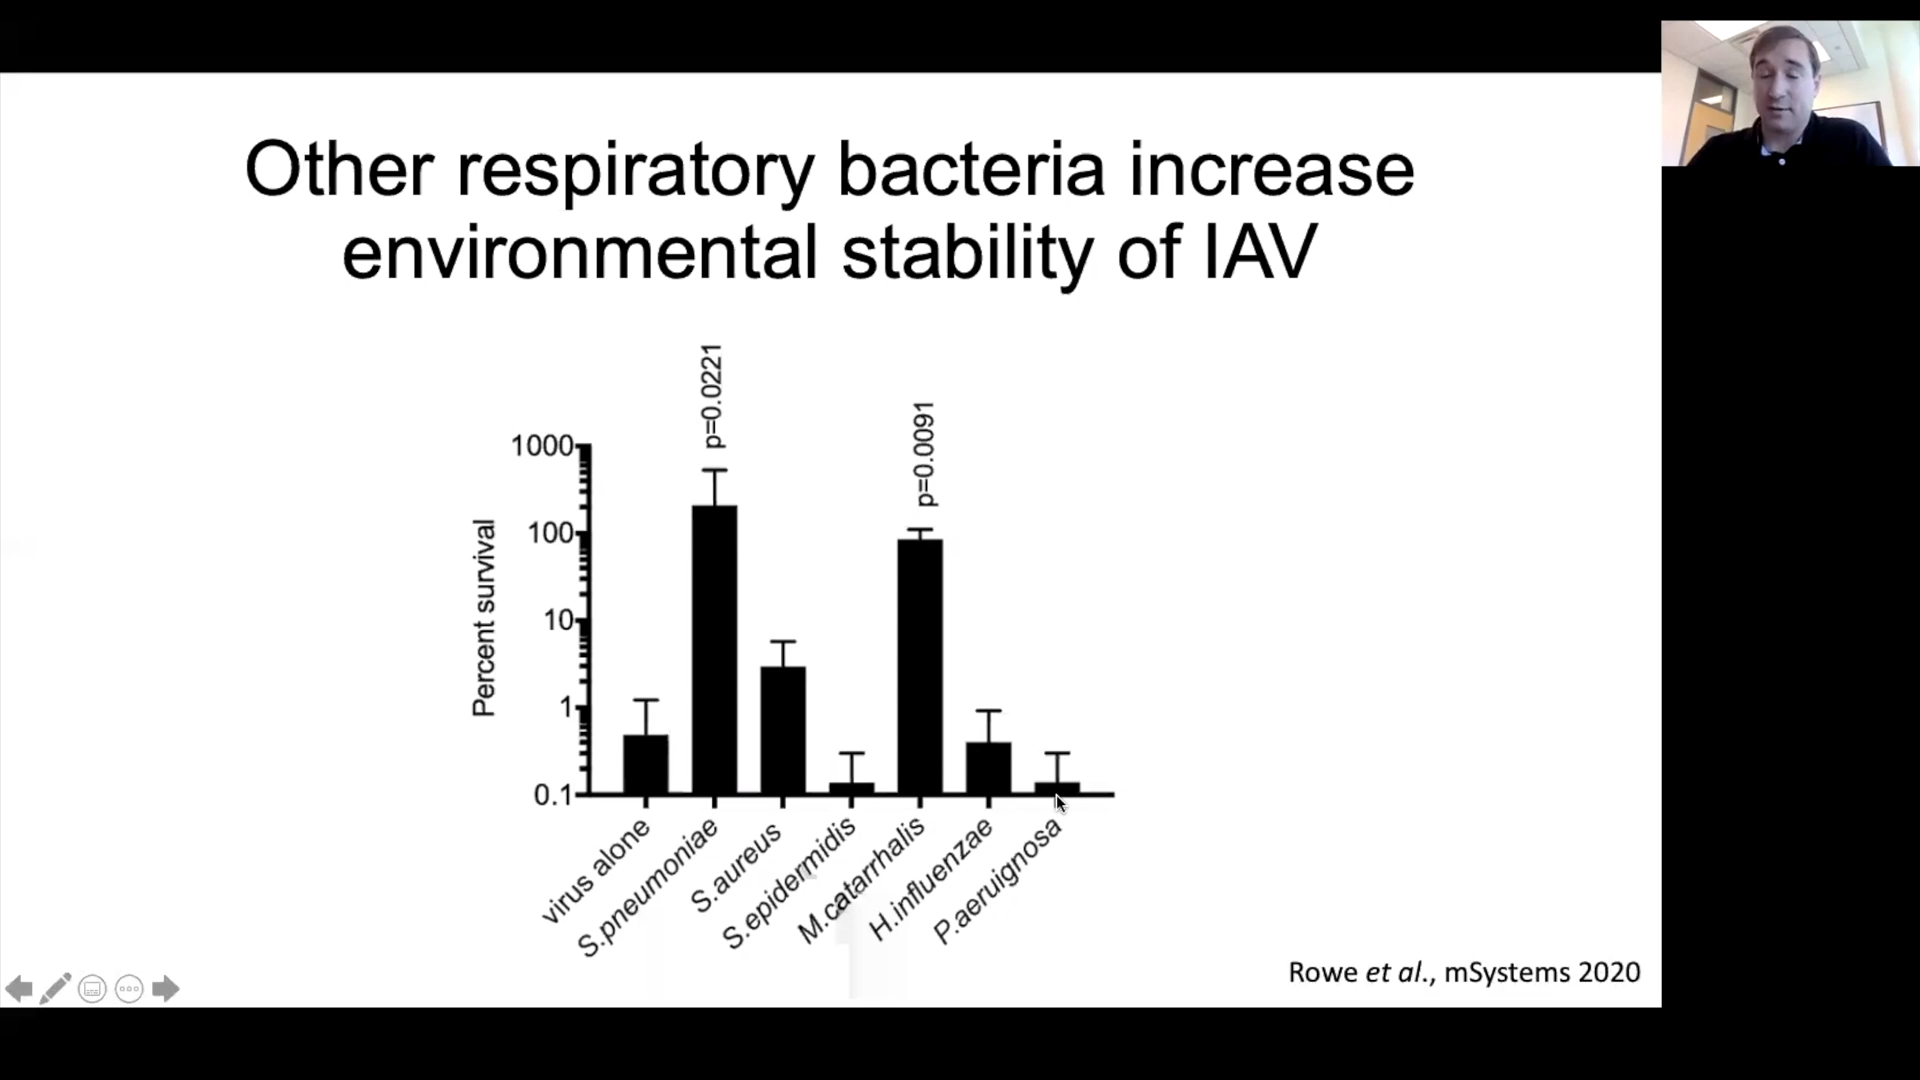 Other respiratory bacteria increase
environmental stability of IAV
p=0.0221
p=0.0091
Percent survival
1000
100
10
1
0.1
virus alone
S.pneumoniae
S.aureus
S.epidermidis
M.catarrhalis
H.influenzae
P.aeruignosa
Rowe et al., mSystems 2020